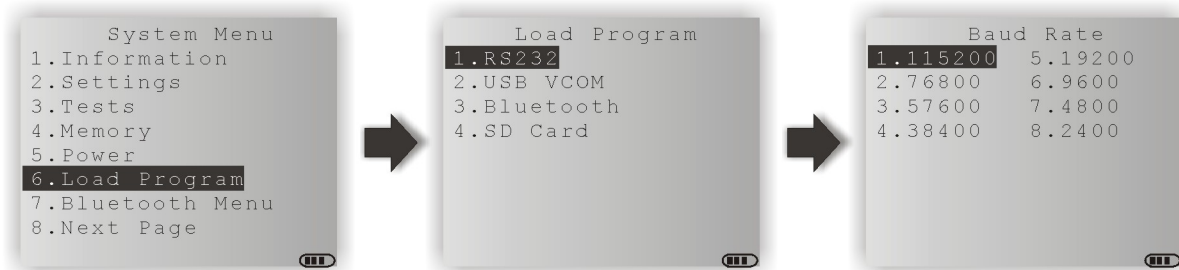 System Menu
1.Information
2.Settings
3.Tests
4.Memory
5.Power
6.Load Program
7.Bluetooth Menu
8.Next Page
Load Program
1.RS232
2.USB VCOM
3.Bluetooth
4.SD Card
Baud Rate
1.115200 5.19200
2.76800 6.9600
3.57600 7.4800
4.38400 8.2400